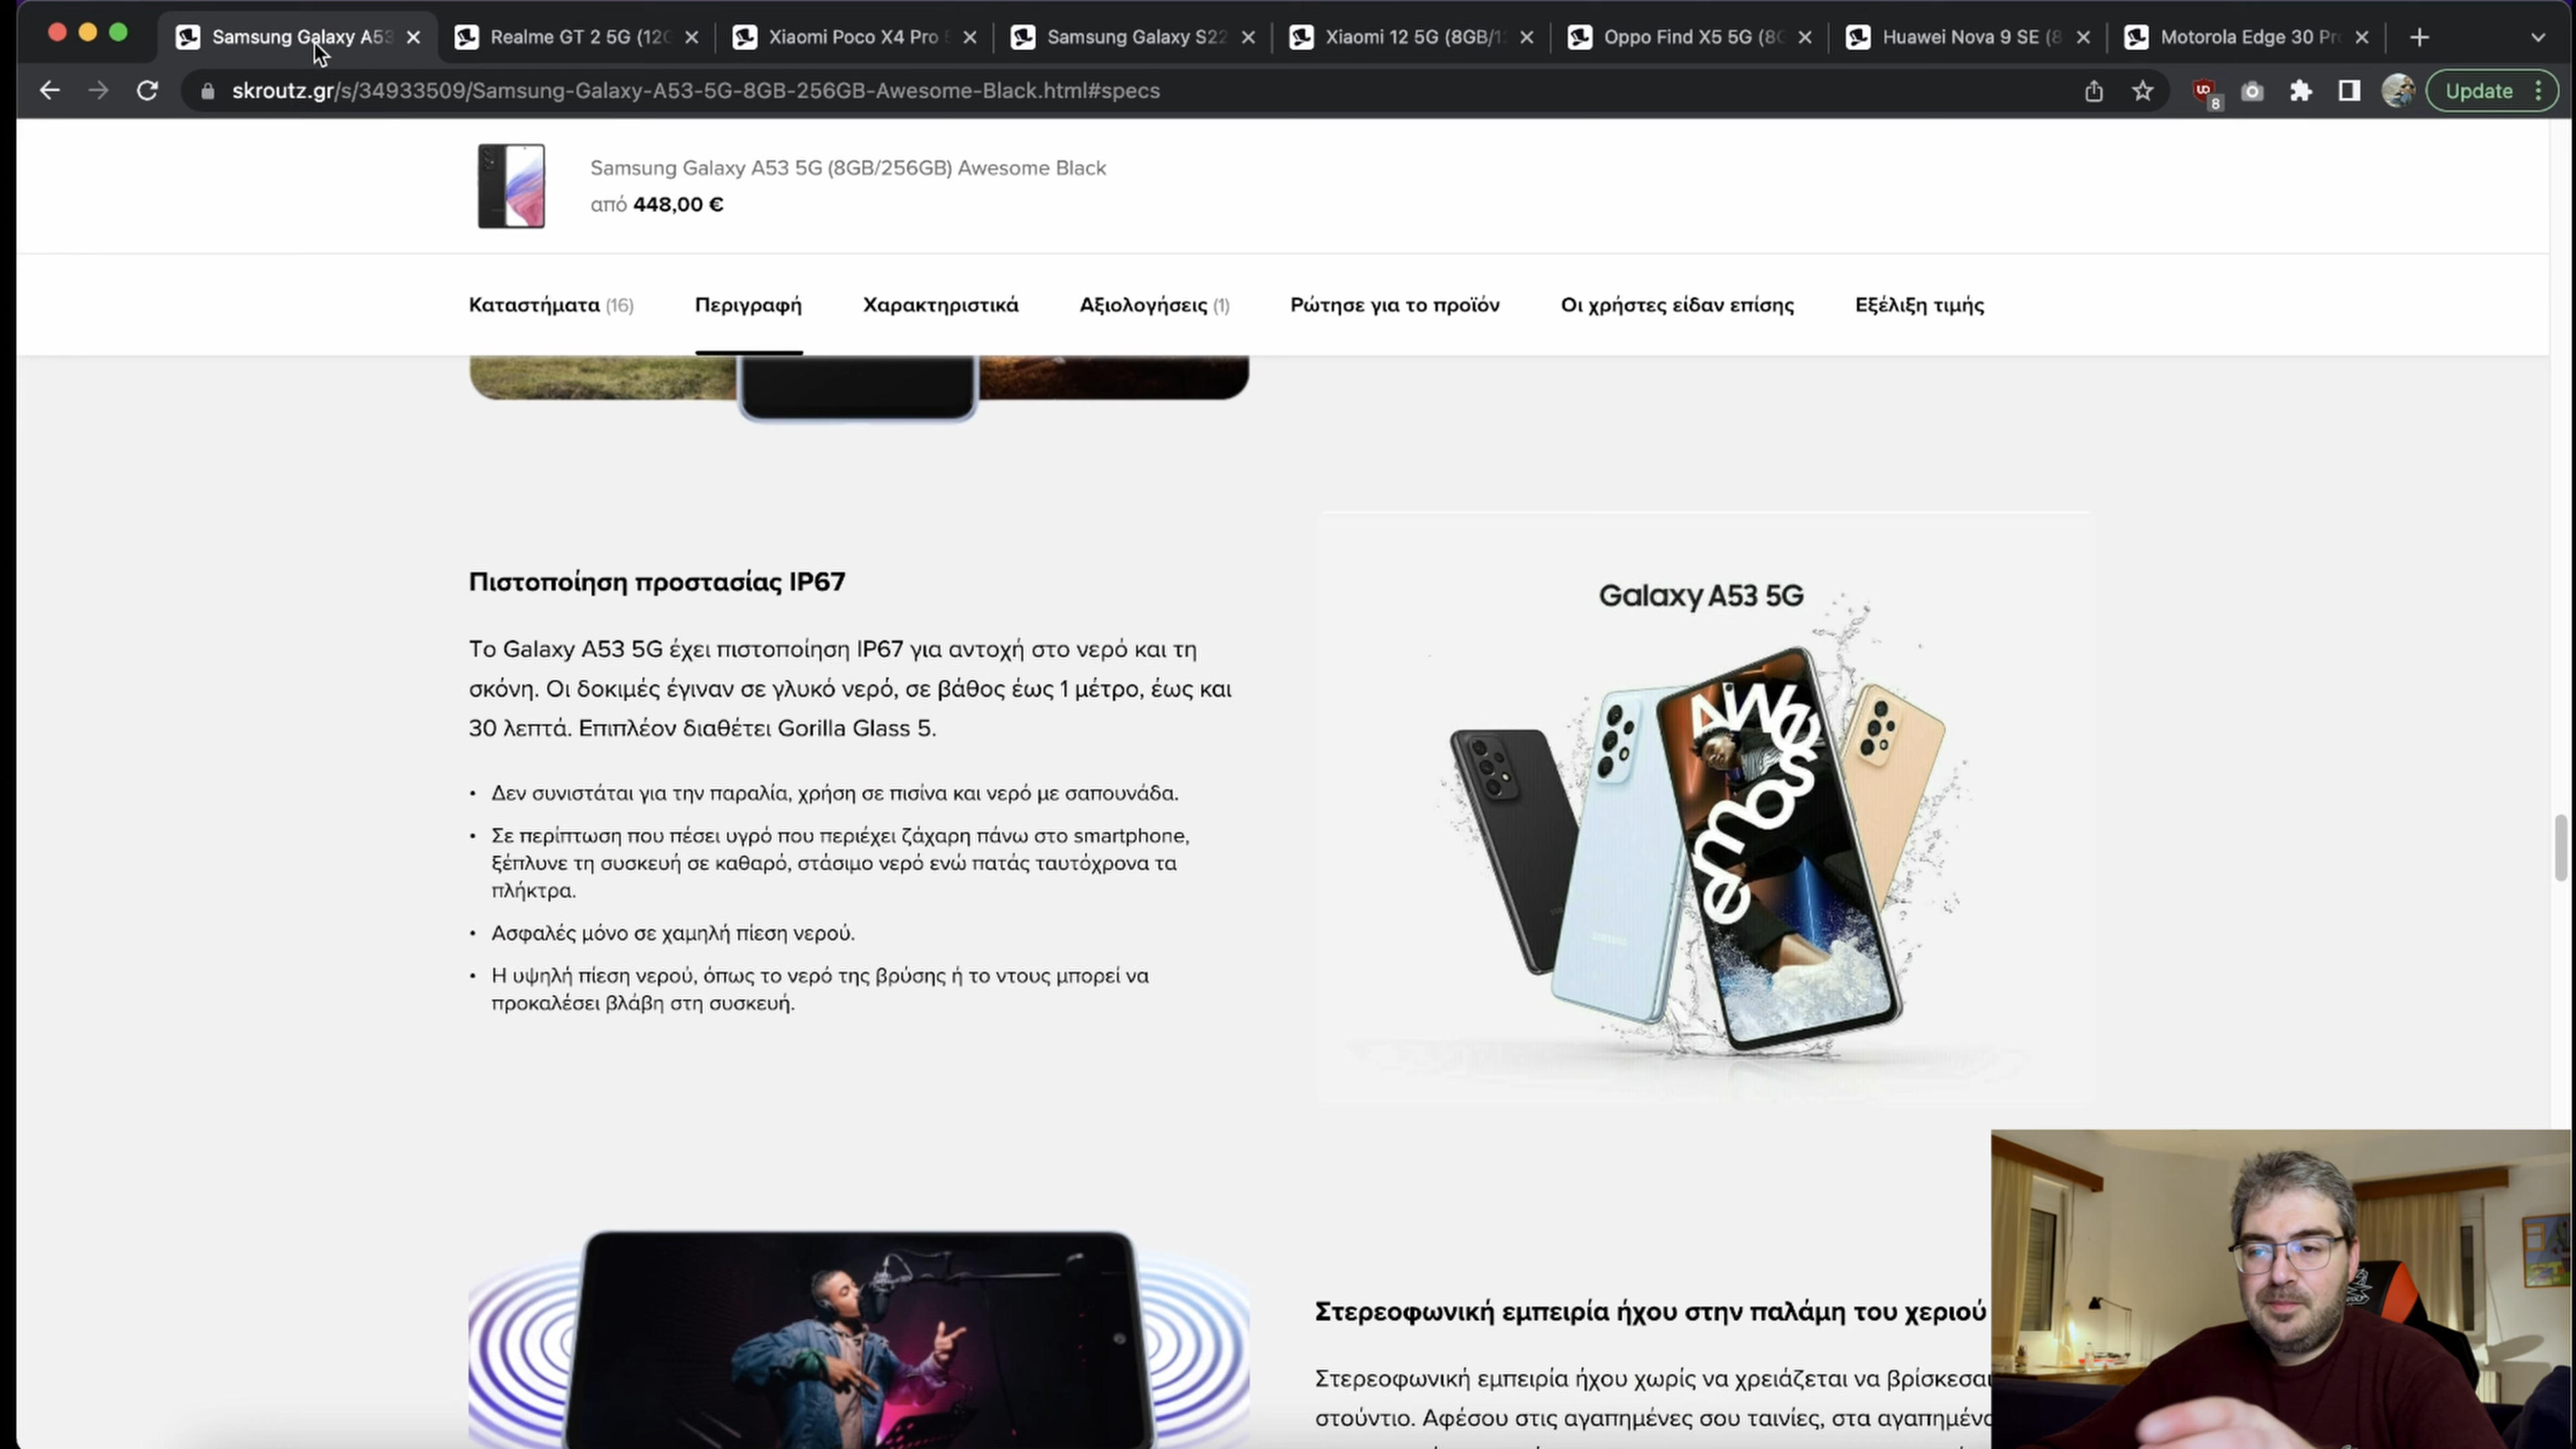 Samsung Galaxy A53
Realme GT 2 5G (12G
Xiaomi Poco X4 Pro
Samsung Galaxy S22
Xiaomi 12 5G (8GB/1
Oppo Find X5 5G (8G
Huawei Nova 9 SE (8
Motorola Edge 30 Pr
skroutz.gr/s/34933509/Samsung-Galaxy-A53-5G-8GB-256GB-Awesome-Black.html#specs
8
Update
Samsung Galaxy A53 5G (8GB/256GB) Awesome Black
από 448,00 €
Καταστήματα (16)
Περιγραφή
Χαρακτηριστικά
Αξιολογήσεις (1)
Ρώτησε για το προϊόν
Οι χρήστες είδαν επίσης
Εξέλιξη τιμής
Πιστοποίηση προστασίας IP67
Το Galaxy A53 5G έχει πιστοποίηση IP67 για αντοχή στο νερό και τη
σκόνη. Οι δοκιμές έγιναν σε γλυκό νερό, σε βάθος έως 1 μέτρο, έως και
30 λεπτά. Επιπλέον διαθέτει Gorilla Glass 5.
• Δεν συνιστάται για την παραλία, χρήση σε πισίνα και νερό με σαπουνάδα.
• Σε περίπτωση που πέσει υγρό που περιέχει ζάχαρη πάνω στο smartphone,
ξέπλυνε τη συσκευή σε καθαρό, στάσιμο νερό ενώ πατάς ταυτόχρονα τα
πλήκτρα.
• Ασφαλές μόνο σε χαμηλή πίεση νερού.
• Η υψηλή πίεση νερού, όπως το νερό της βρύσης ή το ντους μπορεί να
προκαλέσει βλάβη στη συσκευή.
Galaxy A53 5G
Awesome
SAMSUNG
Στερεοφωνική εμπειρία ήχου στην παλάμη του χεριού
Στερεοφωνική εμπειρία ήχου χωρίς να χρειάζεται να βρίσκεσαι
στούντιο. Αφέσου στις αγαπημένες σου ταινίες, στα αγαπημένα